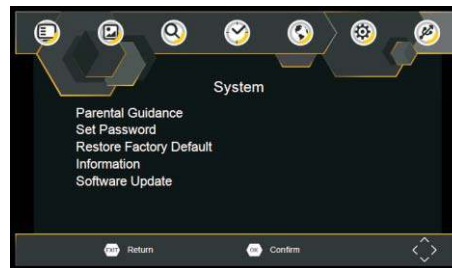 System
Parental Guidance
Set Password
Restore Factory Default
Information
Software Update
EXIT Return OK Confirm